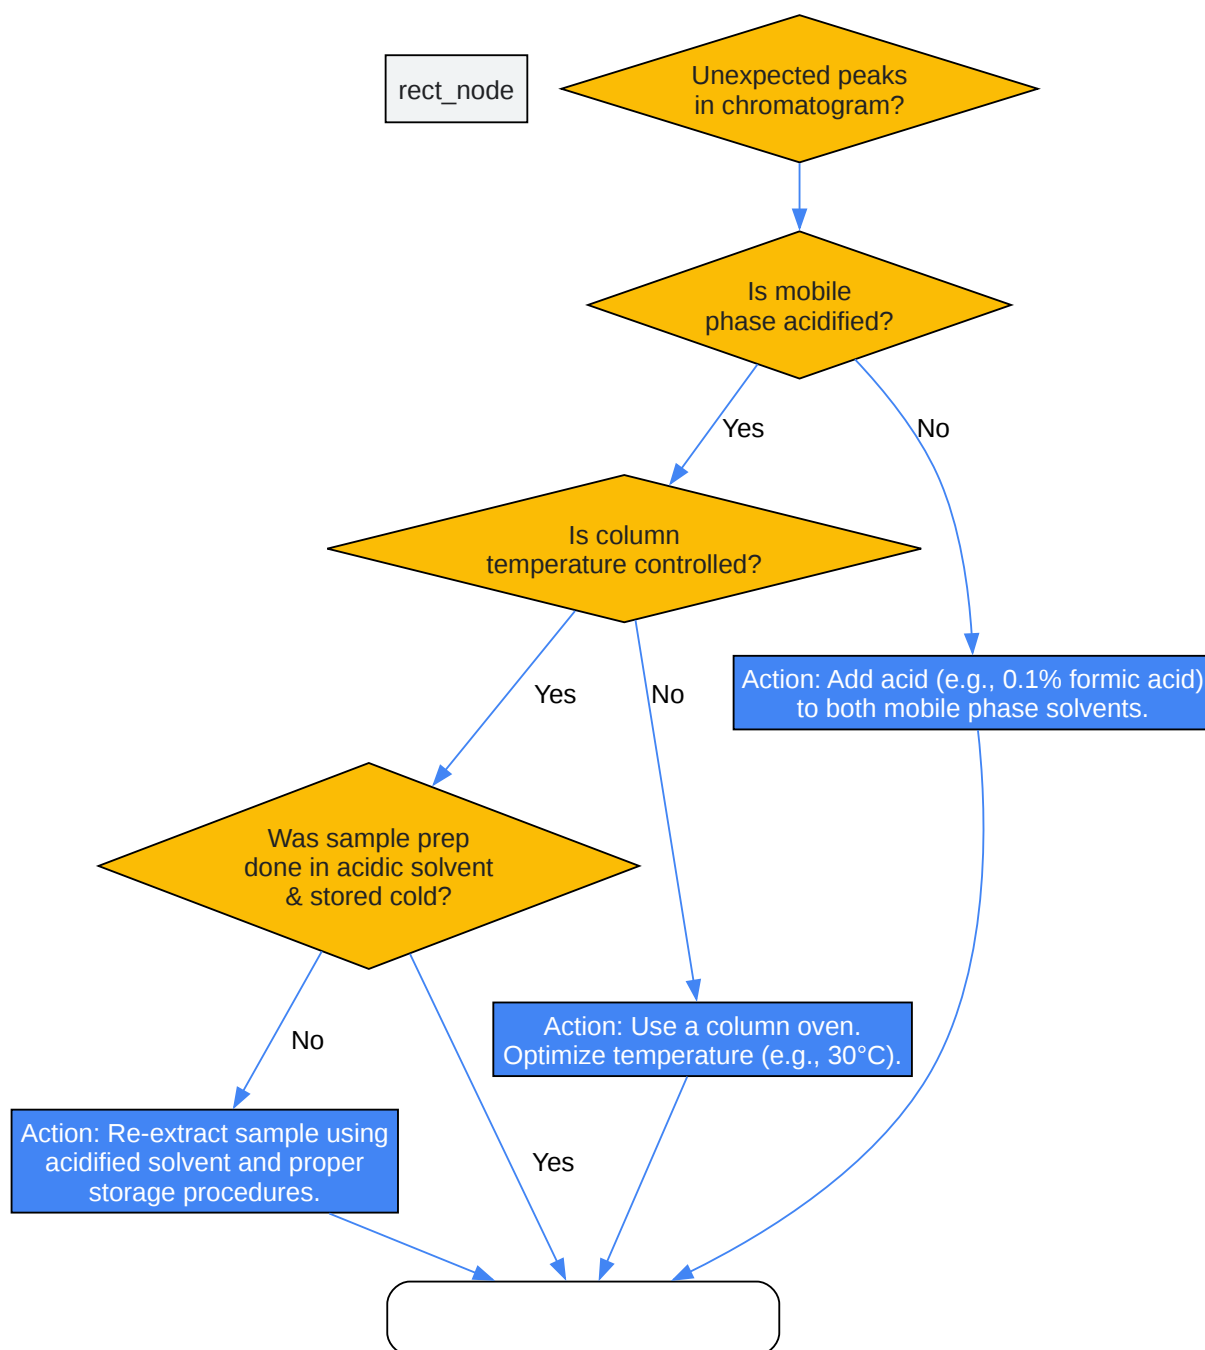 rect_node
Unexpected peaks
in chromatogram?
Is mobile
phase acidified?
Yes
No
Is column
temperature controlled?
Yes
No
Action: Add acid (e.g., 0.1% formic acid)
to both mobile phase solvents.
Was sample prep
done in acidic solvent
& stored cold?
No
Yes
Action: Use a column oven.
Optimize temperature (e.g., 30°C).
Action: Re-extract sample using
acidified solvent and proper
storage procedures.